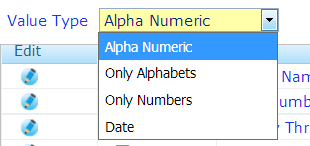 Value Type Alpha Numeric
Edit
Alpha Numeric
Only Alphabets
Only Numbers
Date